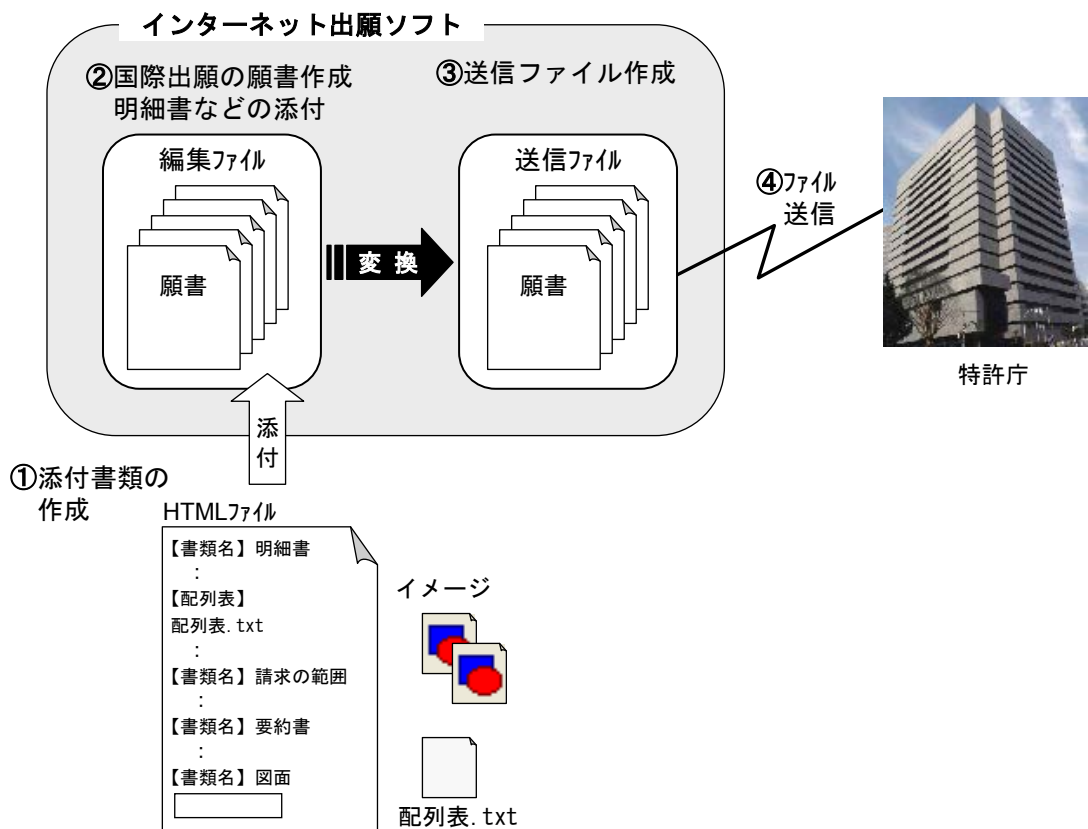 インターネット出願ソフト
②国際出願の願書作成
明細書などの添付
③送信ファイル作成
編集ファイル
送信ファイル
④ファイル
送信
願書
変 換
願書
特許庁
添
付
①添付書類の
作成
HTMLファイル
【書類名】明細書
:
【配列表】
配列表.txt
:
【書類名】請求の範囲
:
【書類名】要約書
:
【書類名】図面
イメージ
配列表.txt